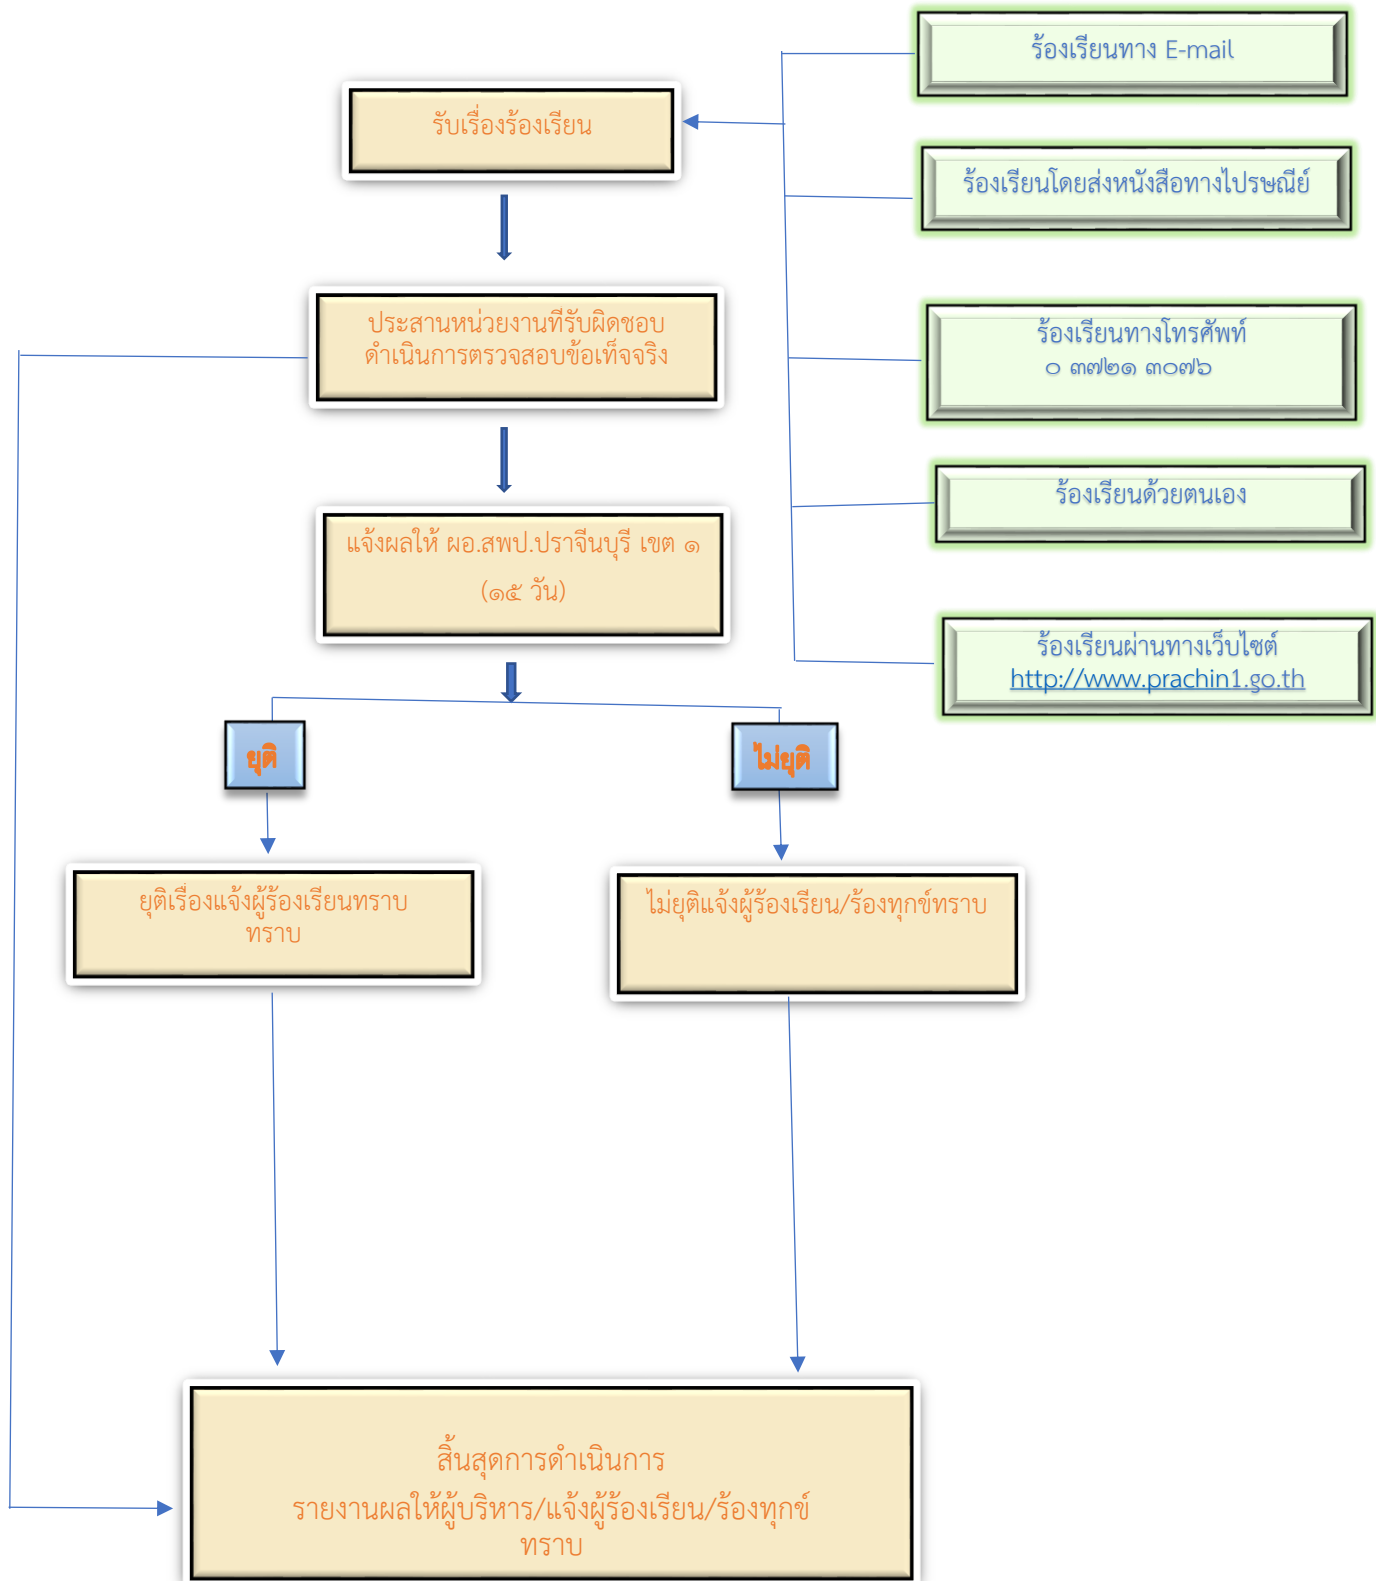 ร้องเรียนทาง E-mail
รับเรื่องร้องเรียน
ร้องเรียนโดยส่งหนังสือทางไปรษณีย์
ประสานหน่วยงานที่รับผิดชอบ
ดำเนินการตรวจสอบข้อเท็จจริง
ร้องเรียนทางโทรศัพท์
๐ ๓๗๒๑ ๓๐๗๖
ร้องเรียนด้วยตนเอง
แจ้งผลให้ ผอ.สพป.ปราจีนบุรี เขต ๑
(๑๕ วัน)
ร้องเรียนผ่านทางเว็บไซต์
http://www.prachin1.go.th
ยุติ
ไม่ยุติ
ยุติเรื่องแจ้งผู้ร้องเรียนทราบ
ทราบ
ไม่ยุติแจ้งผู้ร้องเรียน/ร้องทุกข์ทราบ
สิ้นสุดการดำเนินการ
รายงานผลให้ผู้บริหาร/แจ้งผู้ร้องเรียน/ร้องทุกข์
ทราบ